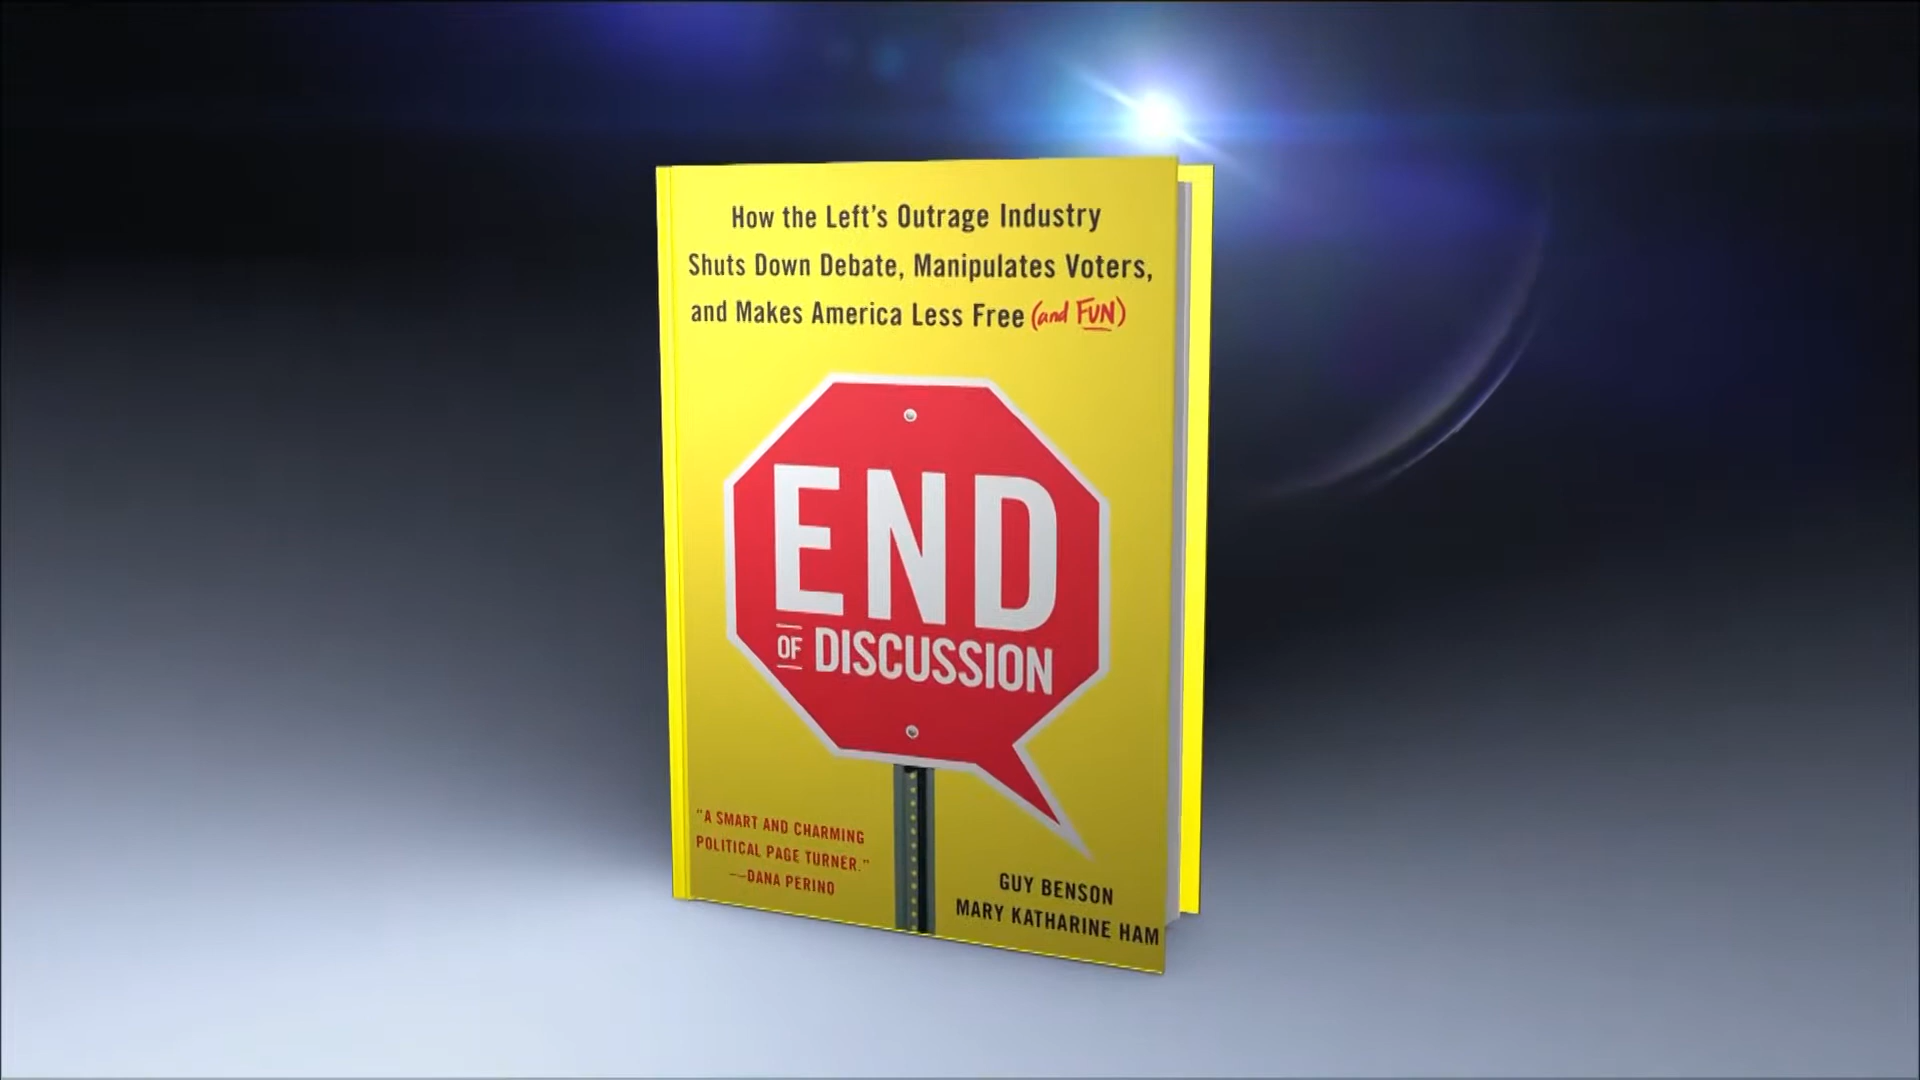 How the Left's Outrage Industry
Shuts Down Debate, Manipulates Voters,
and Makes America Less Free (and FUN)
END
OF DISCUSSION
"A SMART AND CHARMING
POLITICAL PAGE TURNER."
—DANA PERINO
GUY BENSON
MARY KATHARINE HAM